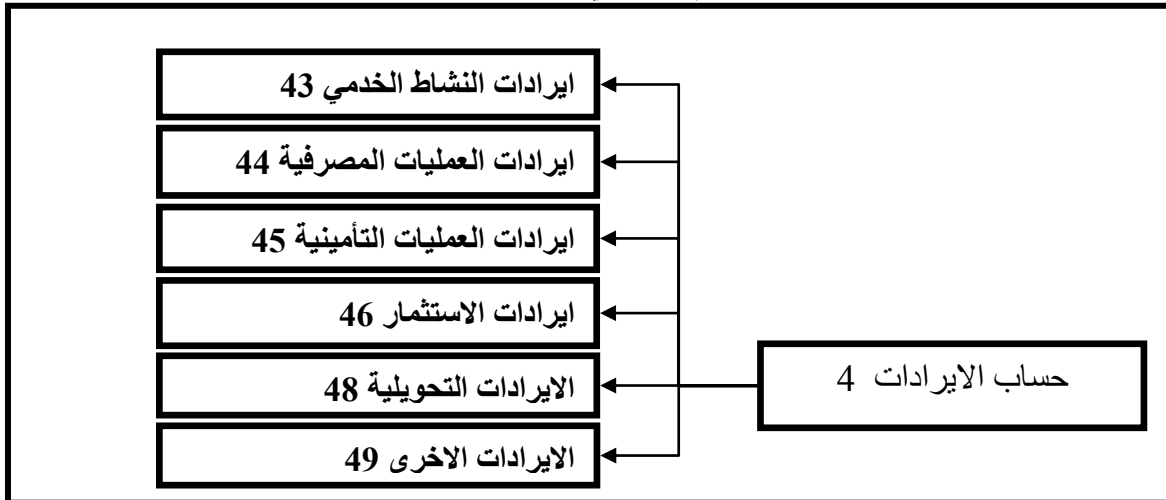 ايرادات النشاط الخدمي 43
ايرادات العمليات المصرفية 44
ايرادات العمليات التأمينية 45
ايرادات الاستثمار 46
حساب الايرادات 4
الايرادات التحويلية 48
الايرادات الاخرى 49